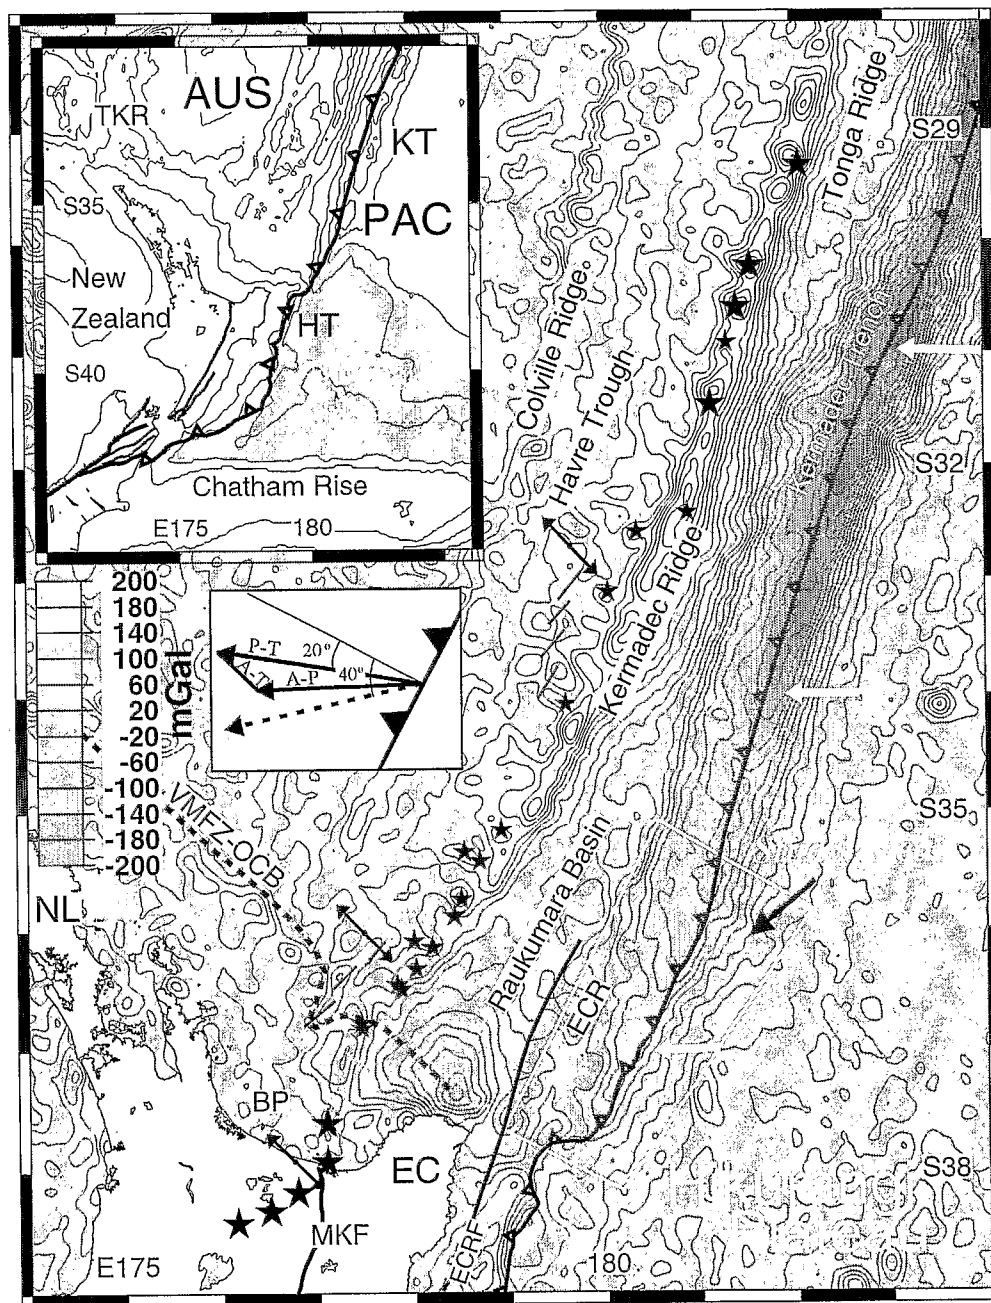 AUS
TKR
KT
S35
PAC
New
Zealand
HT
S40
Chatham Rise
E175
180
Tonga Ridge
S29
Colville Ridge
Havre Trough
Kermadec Trench
S32
Kermadec Ridge
200
180
140
100
60
20
-20
-60
-100
-140
-180
-200
mGal
P-T
20°
A-T
A-P
40°
VMFZ-OCB
S35
NL
Raukumara Basin
ECR
BP
EC
S38
MKF
ECRF
E175
180